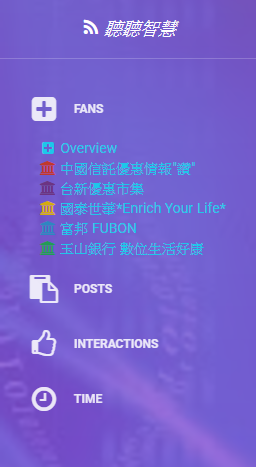 聽聽智慧
FANS
Overview
中國信託優惠情報"讚"
台新優惠市集
國泰世華*Enrich Your Life*
富邦 FUBON
玉山銀行 數位生活好康
POSTS
INTERACTIONS
TIME